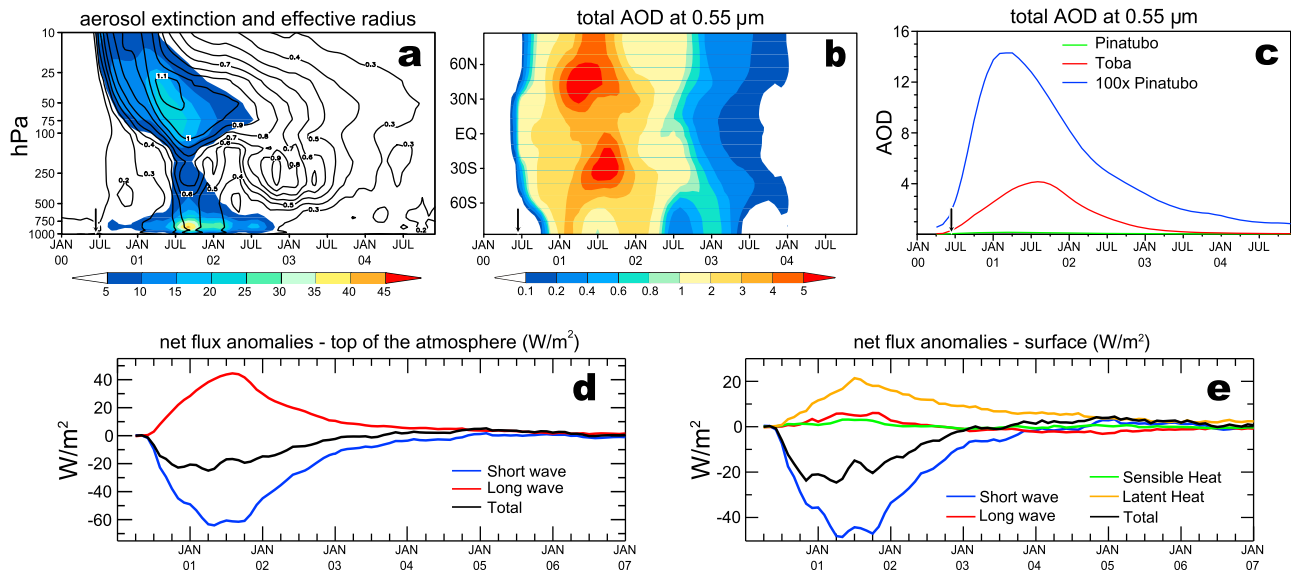 aerosol extinction and effective radius
a
hPa
10
25
50
75
100
250
500
750
1000
1.1
1
0.9
0.8
0.7
0.6
0.5
0.4
0.3
0.2
JAN JUL JAN JUL JAN JUL JAN JUL JAN JUL
00 01 02 03 04
5 10 15 20 25 30 35 40 45
total AOD at 0.55 µm
b
60N
30N
EQ
30S
60S
JAN JUL JAN JUL JAN JUL JAN JUL JAN JUL
00 01 02 03 04
0.1 0.2 0.4 0.6 0.8 1 2 3 4 5
total AOD at 0.55 µm
c
Pinatubo
Toba
100x Pinatubo
AOD
16
12
8
4
JAN JUL JAN JUL JAN JUL JAN JUL JAN JUL
00 01 02 03 04
net flux anomalies - top of the atmosphere (W/m²)
d
W/m²
40
20
0
-20
-40
-60
Short wave
Long wave
Total
JAN JAN JAN JAN JAN JAN JAN
01 02 03 04 05 06 07
net flux anomalies - surface (W/m²)
e
W/m²
20
0
-20
-40
Short wave
Long wave
Sensible Heat
Latent Heat
Total
JAN JAN JAN JAN JAN JAN JAN
01 02 03 04 05 06 07